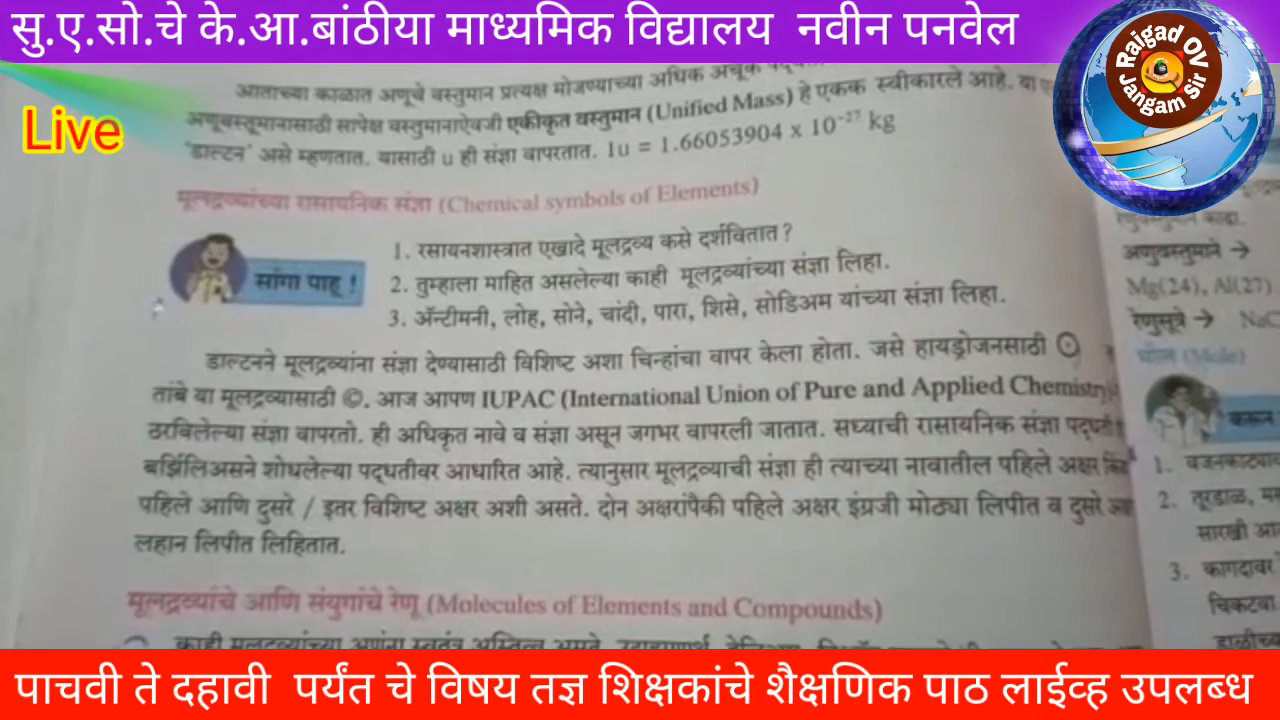 सु.ए.सो.चे के.आ.बांठीया माध्यमिक विद्यालय नवीन पनवेल
Raigad OV
Jangam Sir
Live
आताच्या काळात अणूचे वस्तुमान प्रत्यक्ष मोजण्याच्या अधिक अचूक
अणूवस्तूमानासाठी सापेक्ष वस्तुमानाऐवजी एकीकृत वस्तुमान (Unified Mass) हे एकक स्वीकारले आहे. या
'डाल्टन' असे म्हणतात. यासाठी u ही संज्ञा वापरतात. 1u = 1.66053904 x 10⁻²⁷ kg
मूलद्रव्यांच्या रासायनिक संज्ञा (Chemical symbols of Elements)
सांगा पाहू !
1. रसायनशास्त्रात एखादे मूलद्रव्य कसे दर्शवितात ?
2. तुम्हाला माहित असलेल्या काही मूलद्रव्यांच्या संज्ञा लिहा.
3. ॲन्टीमनी, लोह, सोने, चांदी, पारा, शिसे, सोडिअम यांच्या संज्ञा लिहा.
डाल्टनने मूलद्रव्यांना संज्ञा देण्यासाठी विशिष्ट अशा चिन्हांचा वापर केला होता. जसे हायड्रोजनसाठी ⊙
तांबे या मूलद्रव्यासाठी ©. आज आपण IUPAC (International Union of Pure and Applied Chemistry)
ठरविलेल्या संज्ञा वापरतो. ही अधिकृत नावे व संज्ञा असून जगभर वापरली जातात. सध्याची रासायनिक संज्ञा पद्धती
बर्झिलिअसने शोधलेल्या पद्धतीवर आधारित आहे. त्यानुसार मूलद्रव्याची संज्ञा ही त्याच्या नावातील पहिले अक्षर
पहिले आणि दुसरे / इतर विशिष्ट अक्षर अशी असते. दोन अक्षरांपैकी पहिले अक्षर इंग्रजी मोठ्या लिपीत व दुसरे
लहान लिपीत लिहितात.
मूलद्रव्यांचे आणि संयुगांचे रेणू (Molecules of Elements and Compounds)
अणुवस्तुमाने →
Mg(24), Al(27)
रेणुसूत्रे →
(Mole)
करून
1.
2. तूरडाळ,
सारखी
3. कागदावर
चिकटवा.
पाचवी ते दहावी पर्यंत चे विषय तज्ञ शिक्षकांचे शैक्षणिक पाठ लाईव्ह उपलब्ध